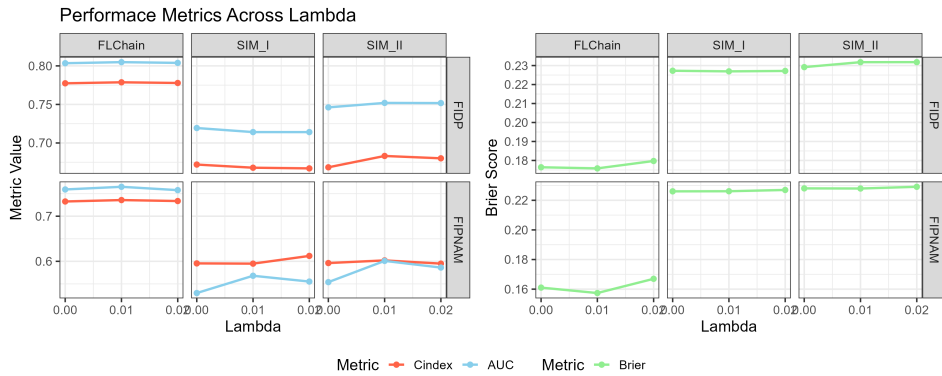 Performace Metrics Across Lambda
FLChain SIM_I SIM_II
FLChain SIM_I SIM_II
0.80
0.75
0.70
FIDP
0.7
0.6
FIPNAM
Metric Value
0.00 0.01 0.02 0.00 0.01 0.02 0.00 0.01 0.02
Lambda
0.23
0.22
0.21
0.20
0.19
0.18
FIDP
0.22
0.20
0.18
0.16
FIPNAM
Brier Score
0.00 0.01 0.02 0.00 0.01 0.02 0.00 0.01 0.02
Lambda
Metric Cindex AUC Metric Brier